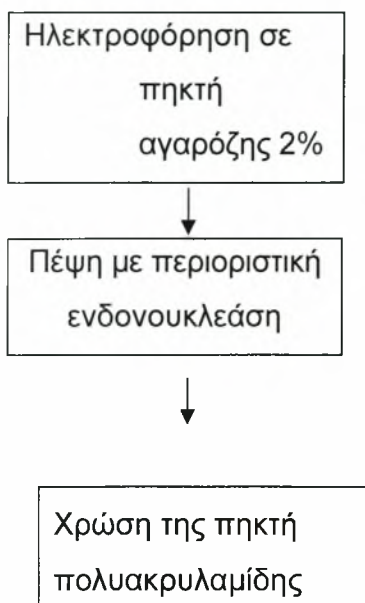 Ηλεκτροφόρηση σε
πηκτή
αγαρόζης 2%
Πέψη με περιοριστική
ενδονουκλεάση
Χρώση της πηκτή
πολυακρυλαμίδης